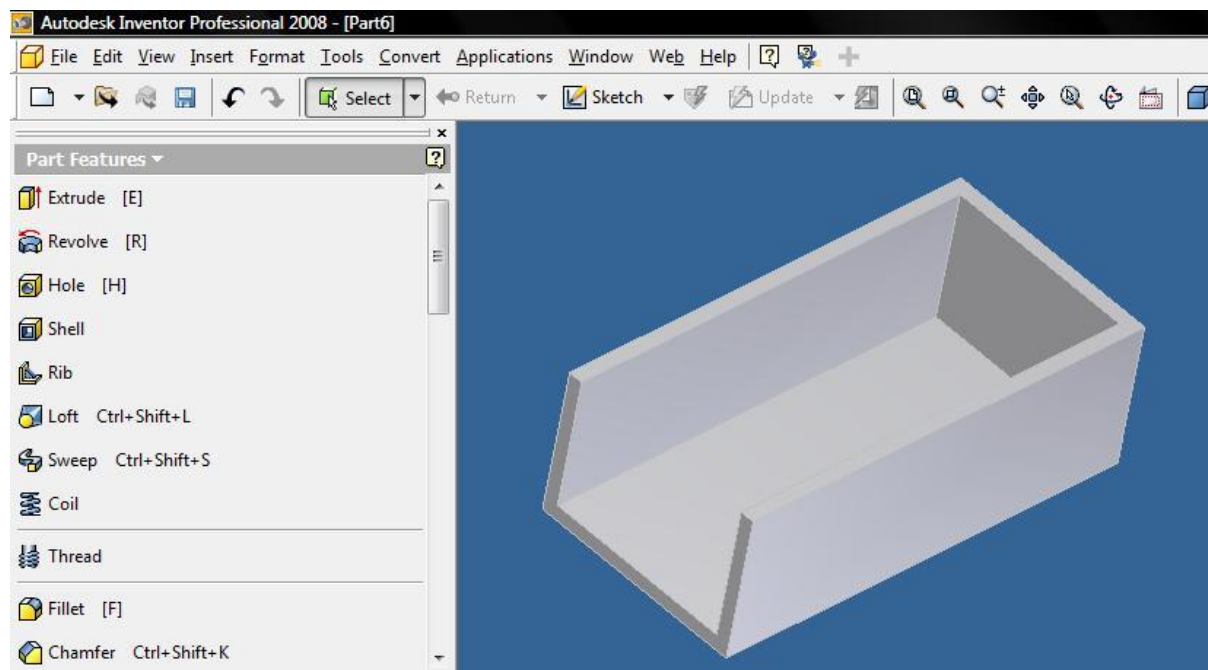 Autodesk Inventor Professional 2008 - [Part6]
File Edit View Insert Format Tools Convert Applications Window Web Help
Select Return Sketch Update
Part Features
Extrude [E]
Revolve [R]
Hole [H]
Shell
Rib
Loft Ctrl+Shift+L
Sweep Ctrl+Shift+S
Coil
Thread
Fillet [F]
Chamfer Ctrl+Shift+K